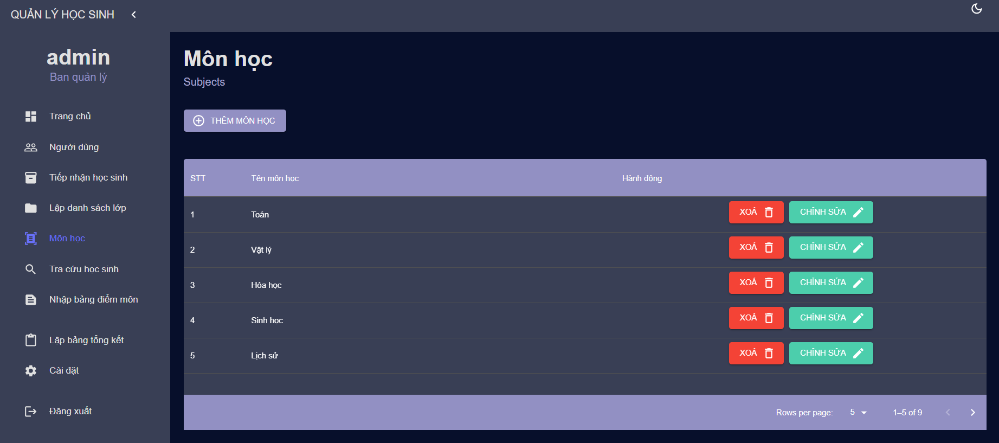 QUẢN LÝ HỌC SINH
admin
Ban quản lý
Trang chủ
Người dùng
Tiếp nhận học sinh
Lập danh sách lớp
Môn học
Tra cứu học sinh
Nhập bảng điểm môn
Lập bảng tổng kết
Cài đặt
Đăng xuất
Môn học
Subjects
THÊM MÔN HỌC
STT Tên môn học Hành động
1 Toán XOÁ CHỈNH SỬA
2 Vật lý XOÁ CHỈNH SỬA
3 Hóa học XOÁ CHỈNH SỬA
4 Sinh học XOÁ CHỈNH SỬA
5 Lịch sử XOÁ CHỈNH SỬA
Rows per page: 5 1–5 of 9